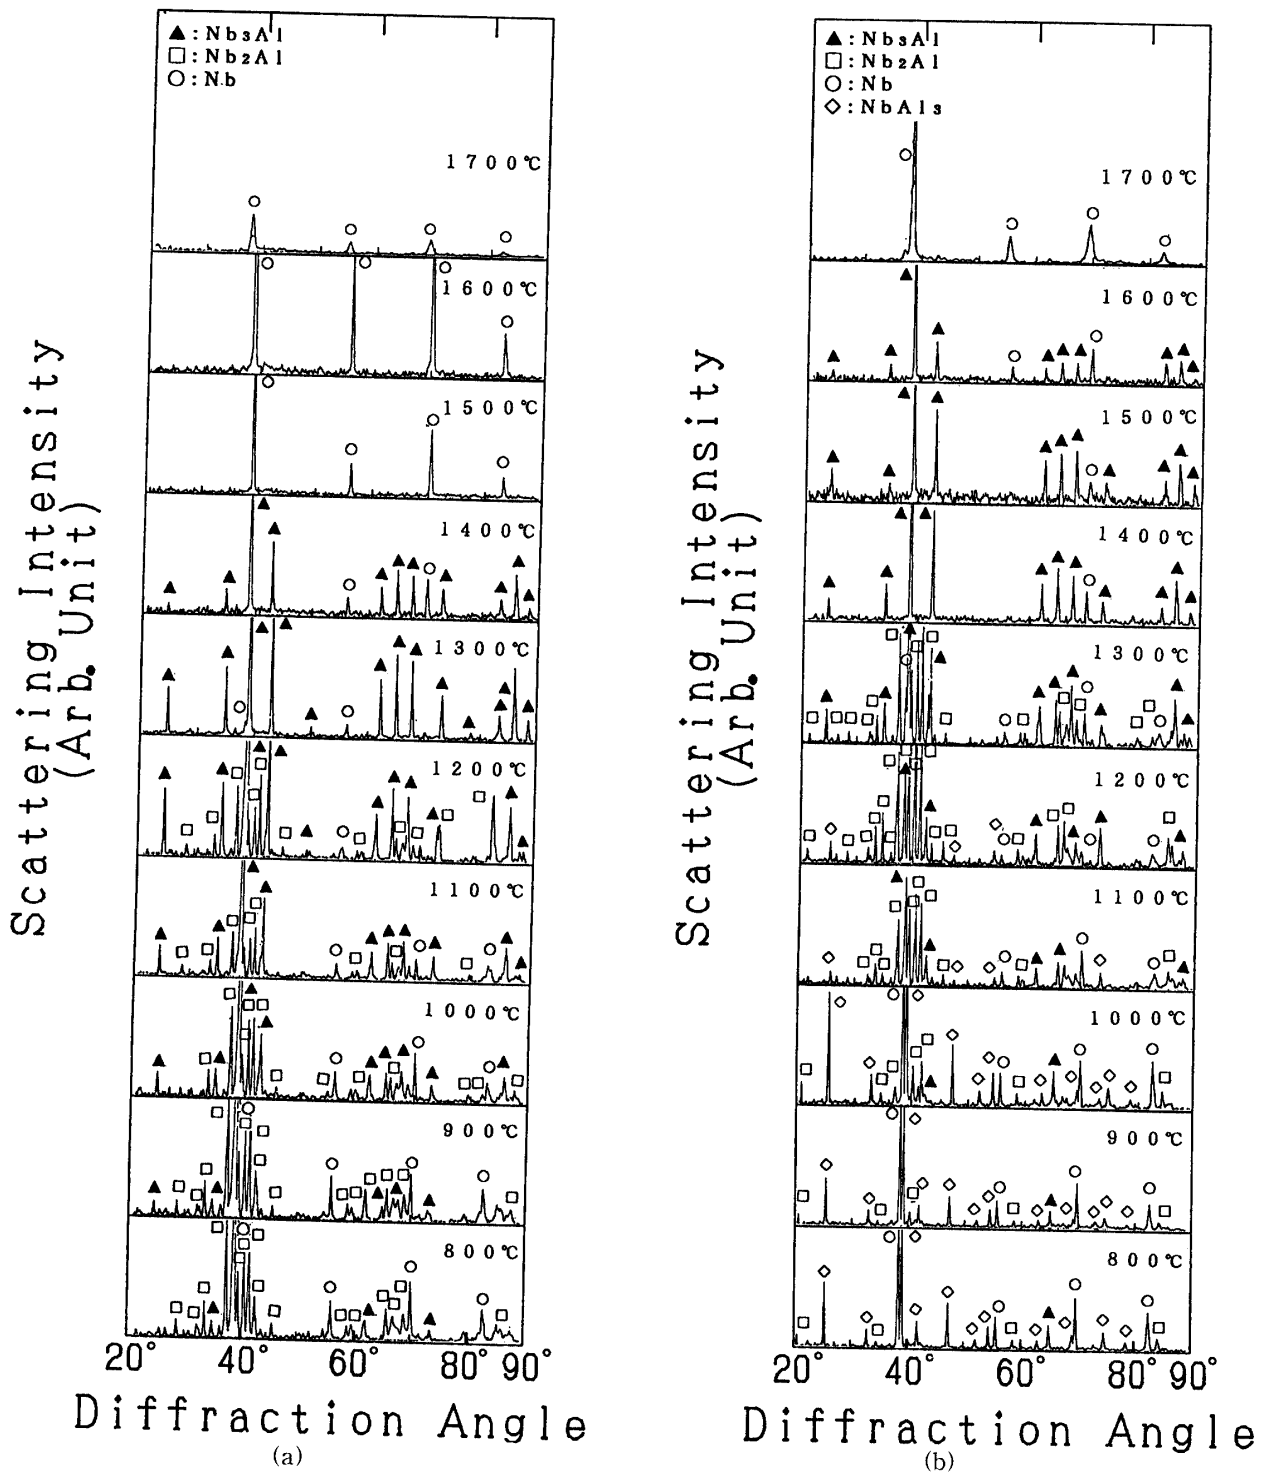 ▲:Nb₃Al
□:Nb₂Al
○:Nb
1700℃
1600℃
1500℃
1400℃
1300℃
1200℃
1100℃
1000℃
900℃
800℃
Scattering Intensity
(Arb. Unit)
20° 40° 60° 80° 90°
Diffraction Angle
(a)
▲:Nb₃Al
□:Nb₂Al
○:Nb
◇:NbAl₃
1700℃
1600℃
1500℃
1400℃
1300℃
1200℃
1100℃
1000℃
900℃
800℃
Scattering Intensity
(Arb. Unit)
20° 40° 60° 80° 90°
Diffraction Angle
(b)